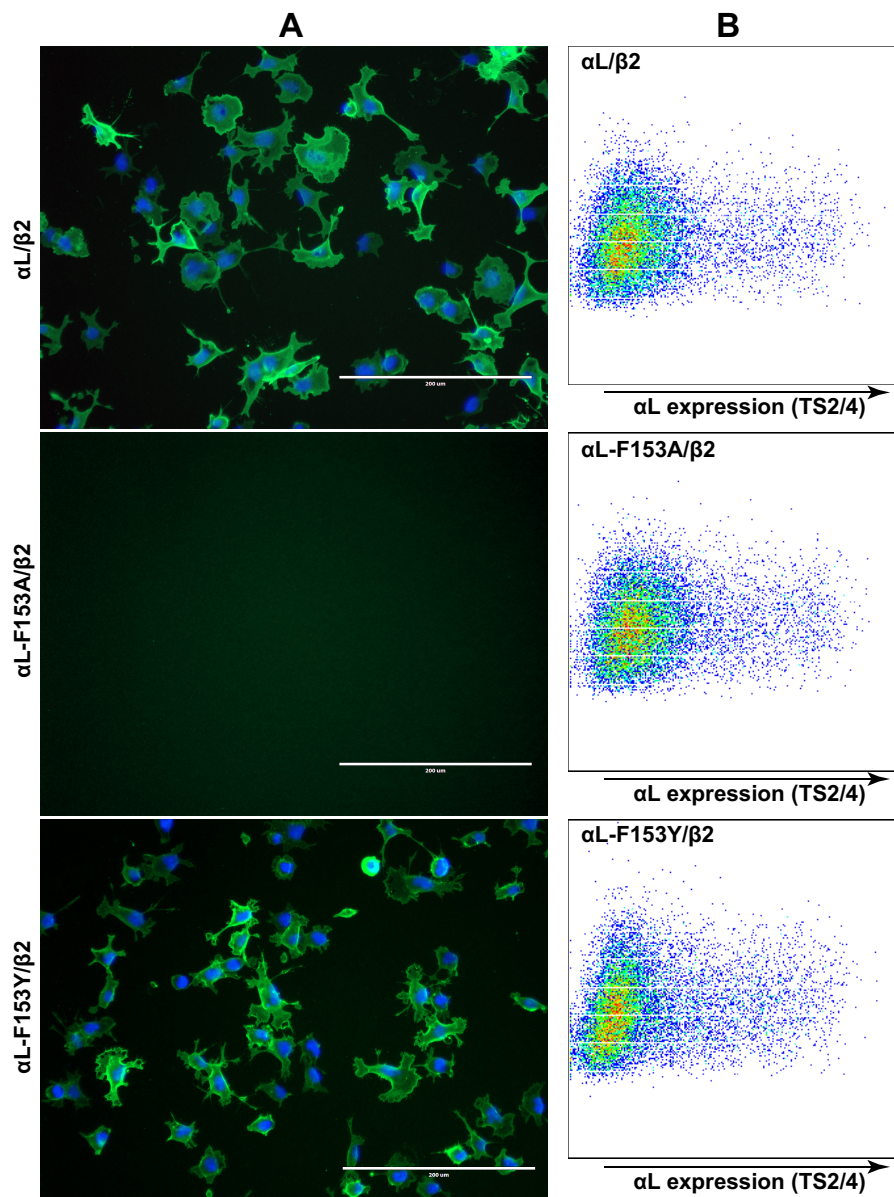 A
B
αL/β2
αL/β2
200 um
αL expression (TS2/4)
αL-F153A/β2
αL-F153A/β2
200 um
αL expression (TS2/4)
αL-F153Y/β2
αL-F153Y/β2
200 um
αL expression (TS2/4)